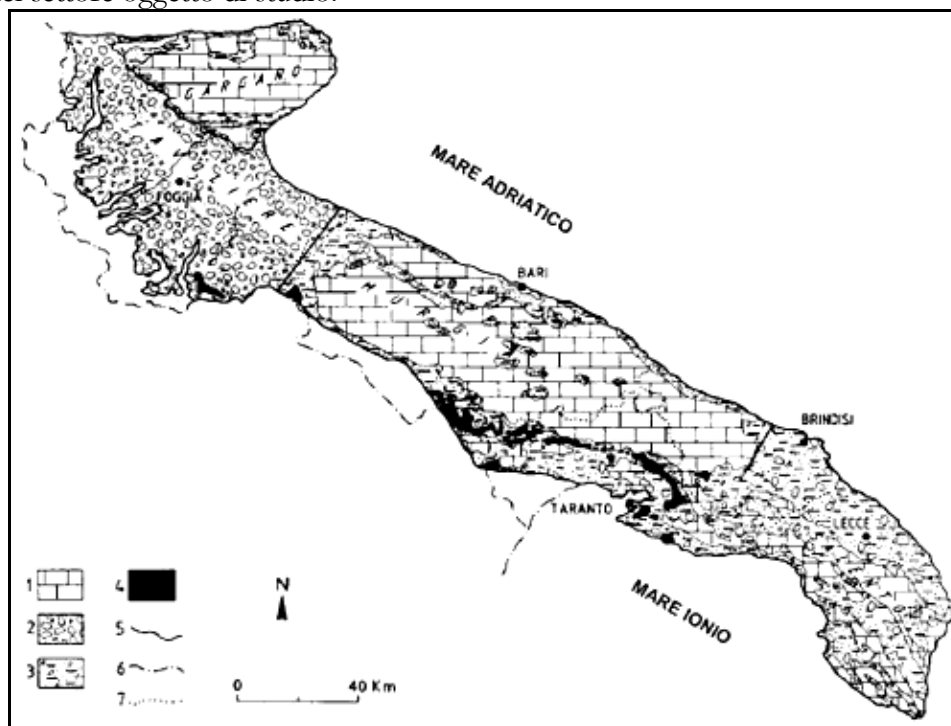 nel settore oggetto di studio.
GARGANO
MARE ADRIATICO
FOGGIA
BARI
BRINDISI
TARANTO
LECCE
MARE IONIO
1
2
3
4
5
6
7
N
0 40 Km